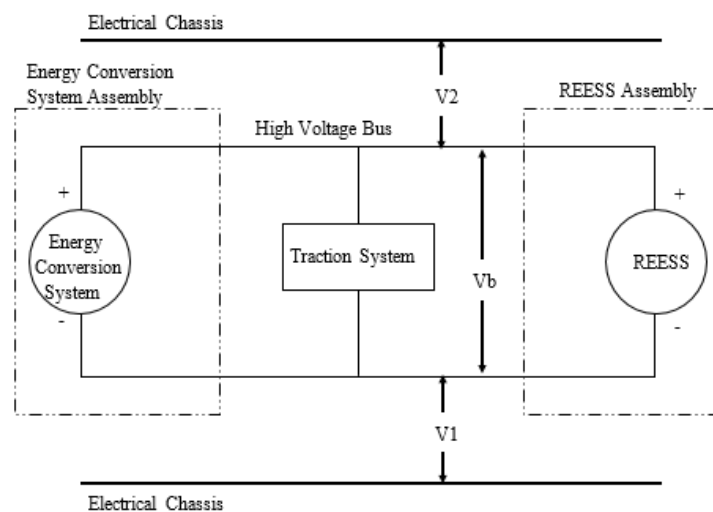 Electrical Chassis
Energy Conversion
System Assembly
V2
REESS Assembly
High Voltage Bus
+
+
Energy
Conversion
System
Traction System
Vb
REESS
-
-
V1
Electrical Chassis